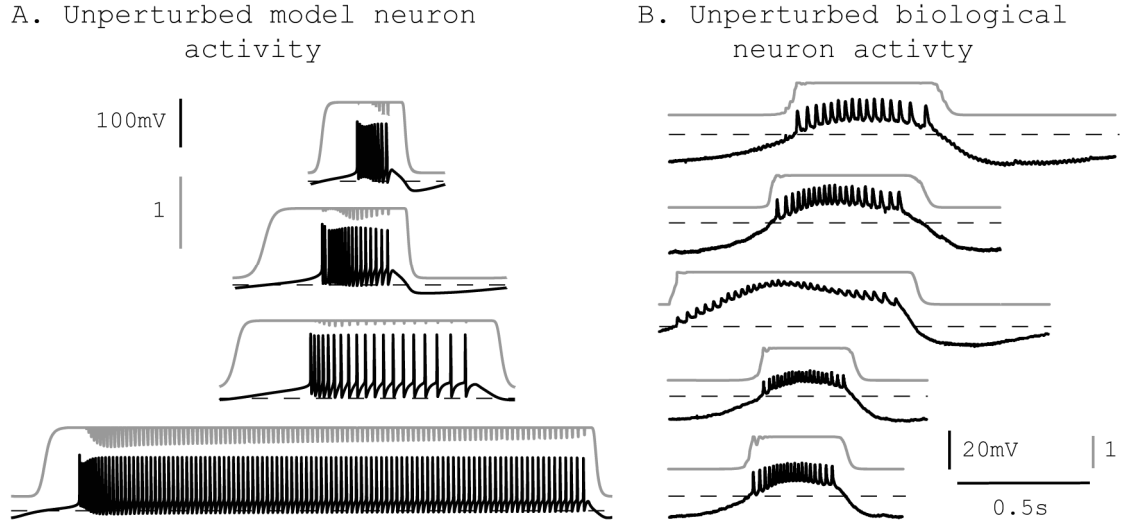 A. Unperturbed model neuron
activity
B. Unperturbed biological
neuron activty
100mV
1
20mV
1
0.5s